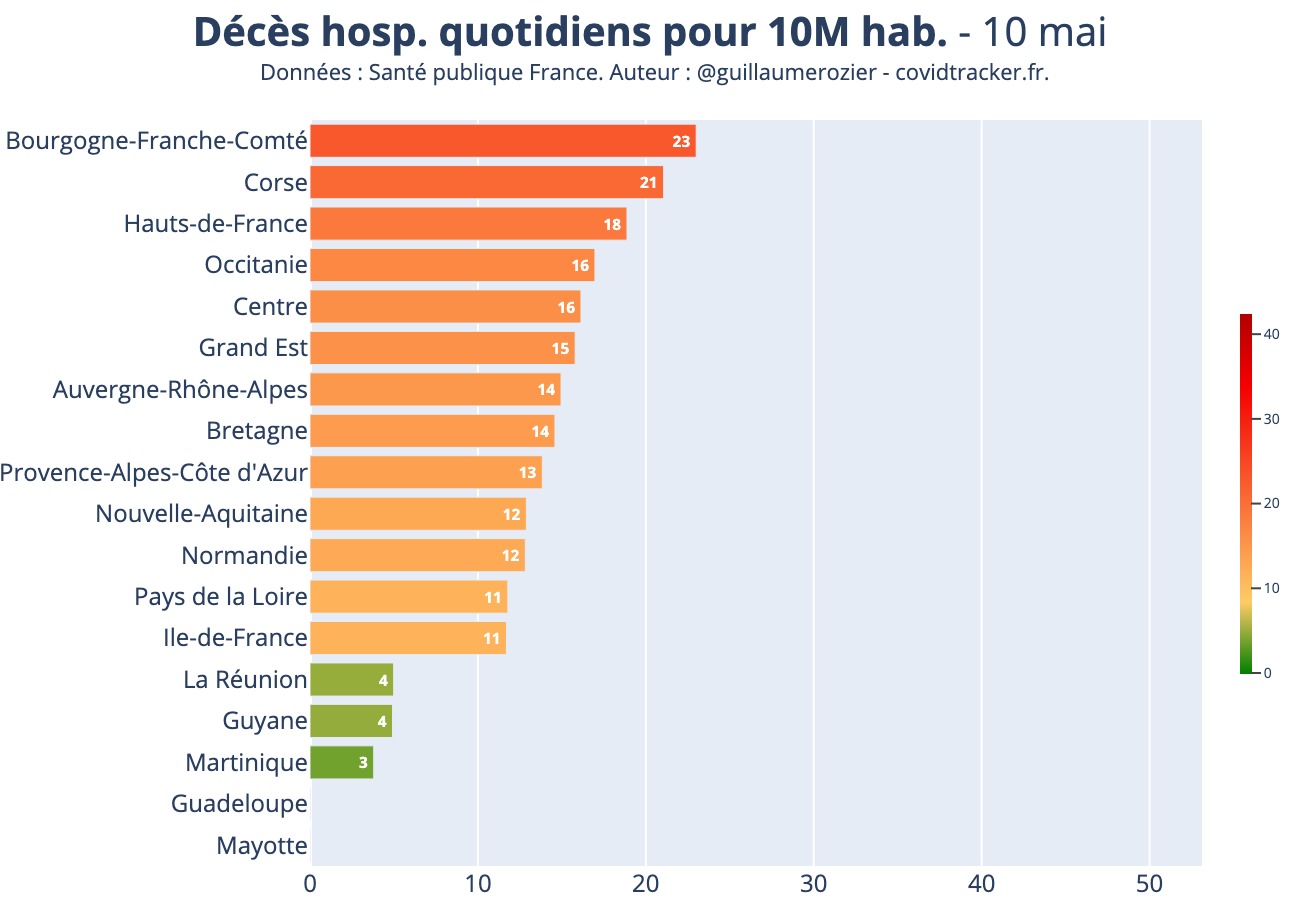 Décès hosp. quotidiens pour 10M hab. - 10 mai
Données : Santé publique France. Auteur : @guillaumerozier - covidtracker.fr.
Bourgogne-Franche-Comté 23
Corse 21
Hauts-de-France 18
Occitanie 16
Centre 16
Grand Est 15
Auvergne-Rhône-Alpes 14
Bretagne 14
Provence-Alpes-Côte d'Azur 13
Nouvelle-Aquitaine 12
Normandie 12
Pays de la Loire 11
Ile-de-France 11
La Réunion 4
Guyane 4
Martinique 3
Guadeloupe
Mayotte
0 10 20 30 40 50
40
30
20
10
0